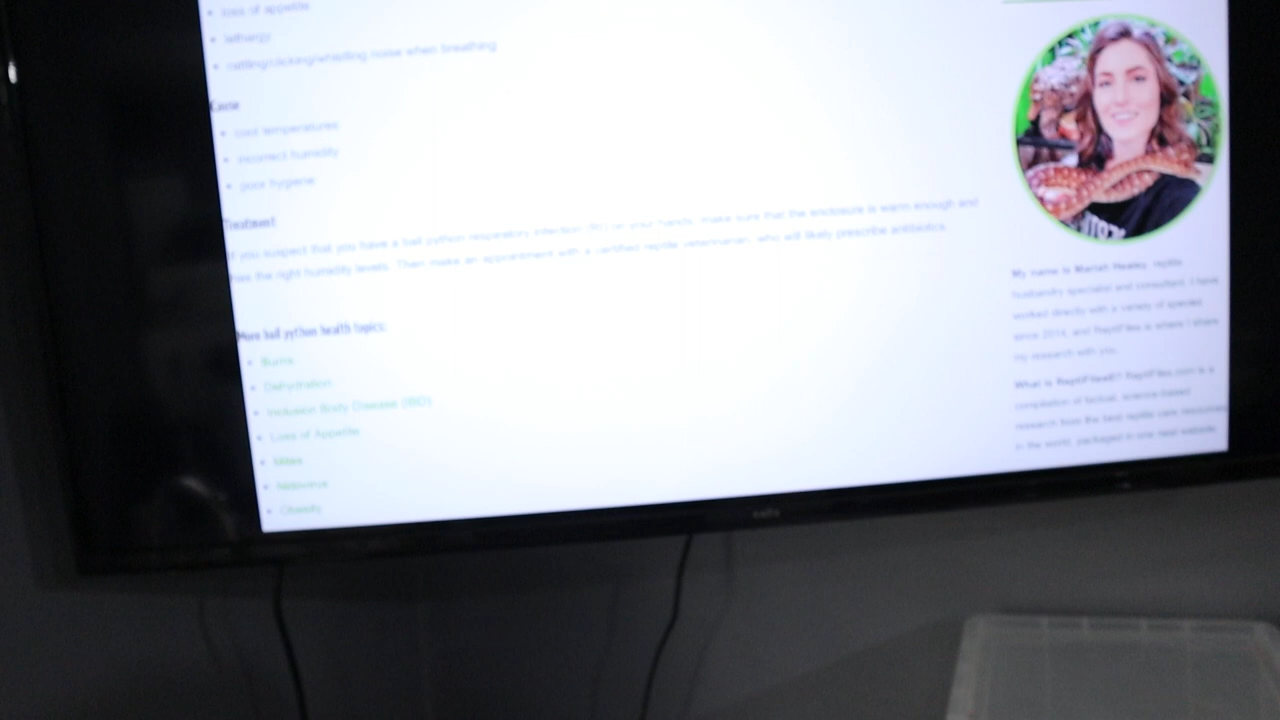 loss of appetite
lethargy
rattling/clicking/whistling noise when breathing
Cause
cool temperatures
incorrect humidity
poor hygiene
Treatment
If you suspect that you have a ball python respiratory infection (RI) on your hands, make sure that the enclosure is warm enough and
has the right humidity levels. Then make an appointment with a certified reptile veterinarian, who will likely prescribe antibiotics.
More ball python health topics:
Burns
Dehydration
Inclusion Body Disease (IBD)
Loss of Appetite
Mites
Nidovirus
Obesity
My name is Mariah Healey, reptile
husbandry specialist and consultant. I have
worked directly with a variety of species
since 2014, and ReptiFiles is where I share
my research with you.
What is ReptiFiles®? ReptiFiles.com is a
compilation of factual, science-based
research from the best reptile care resources
in the world, packaged in one neat website.